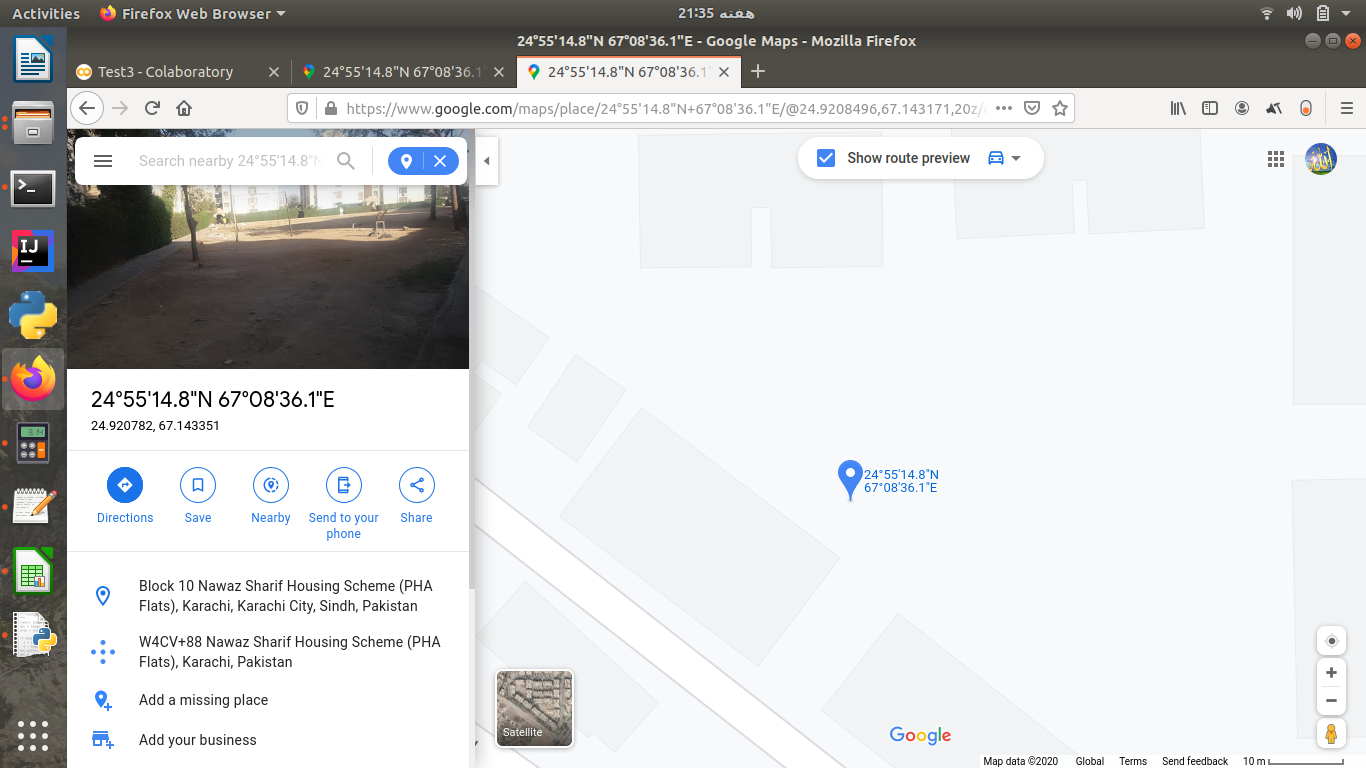 Activities
Firefox Web Browser
هفته 21:35
24°55'14.8"N 67°08'36.1"E - Google Maps - Mozilla Firefox
Test3 - Colaboratory
24°55'14.8"N 67°08'36.1"
24°55'14.8"N 67°08'36.1"
https://www.google.com/maps/place/24°55'14.8"N+67°08'36.1"E/@24.9208496,67.143171,20z/
Search nearby 24°55'14.8"N
Show route preview
24°55'14.8"N 67°08'36.1"E
24.920782, 67.143351
Directions
Save
Nearby
Send to your
phone
Share
Block 10 Nawaz Sharif Housing Scheme (PHA
Flats), Karachi, Karachi City, Sindh, Pakistan
W4CV+88 Nawaz Sharif Housing Scheme (PHA
Flats), Karachi, Pakistan
Add a missing place
Add your business
24°55'14.8"N
67°08'36.1"E
Satellite
Google
Map data ©2020
Global
Terms
Send feedback
10 m
IJ